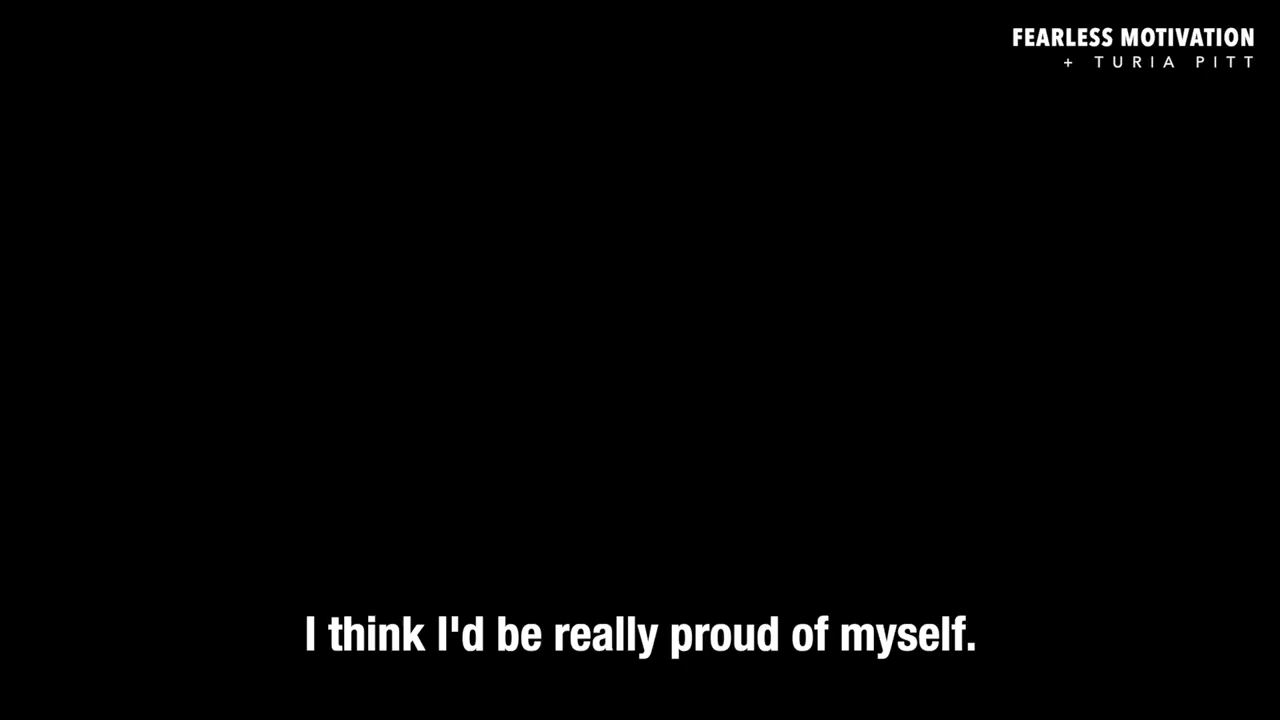 FEARLESS MOTIVATION
+ TURIA PITT
I think I'd be really proud of myself.